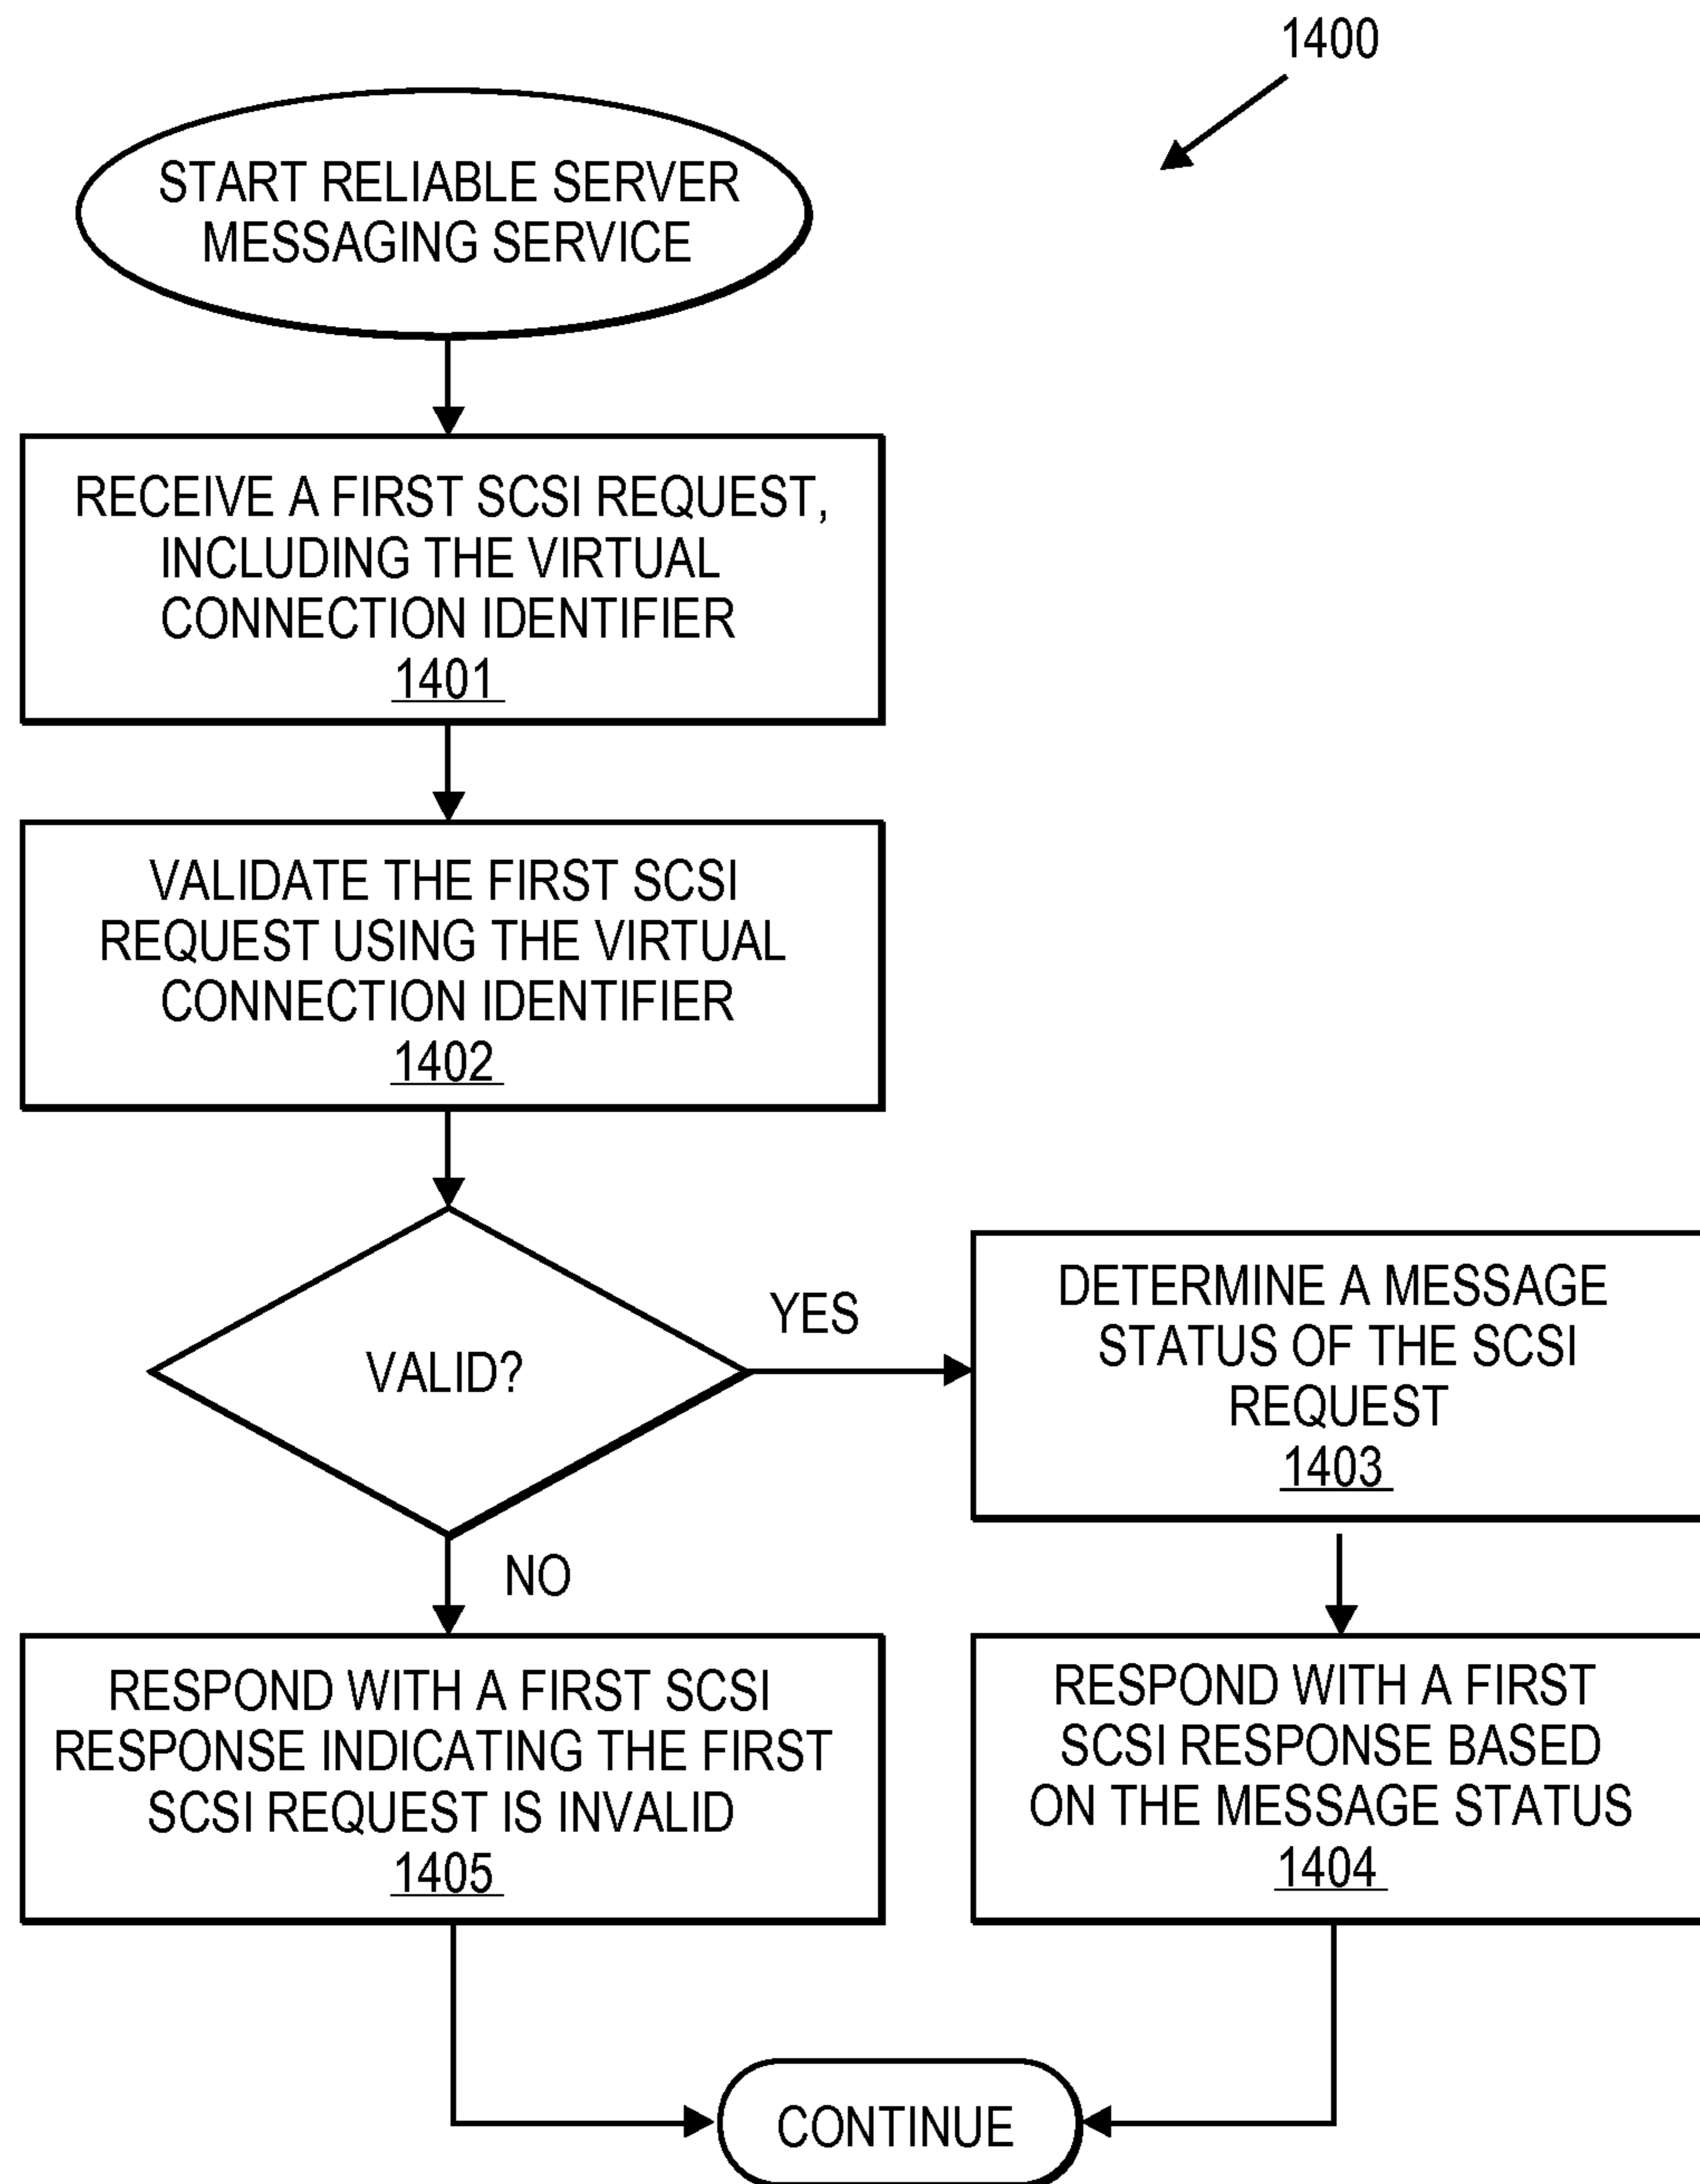 1400
START RELIABLE SERVER
MESSAGING SERVICE
RECEIVE A FIRST SCSI REQUEST,
INCLUDING THE VIRTUAL
CONNECTION IDENTIFIER
1401
VALIDATE THE FIRST SCSI
REQUEST USING THE VIRTUAL
CONNECTION IDENTIFIER
1402
VALID?
YES
DETERMINE A MESSAGE
STATUS OF THE SCSI
REQUEST
1403
NO
RESPOND WITH A FIRST SCSI
RESPONSE INDICATING THE FIRST
SCSI REQUEST IS INVALID
1405
RESPOND WITH A FIRST
SCSI RESPONSE BASED
ON THE MESSAGE STATUS
1404
CONTINUE